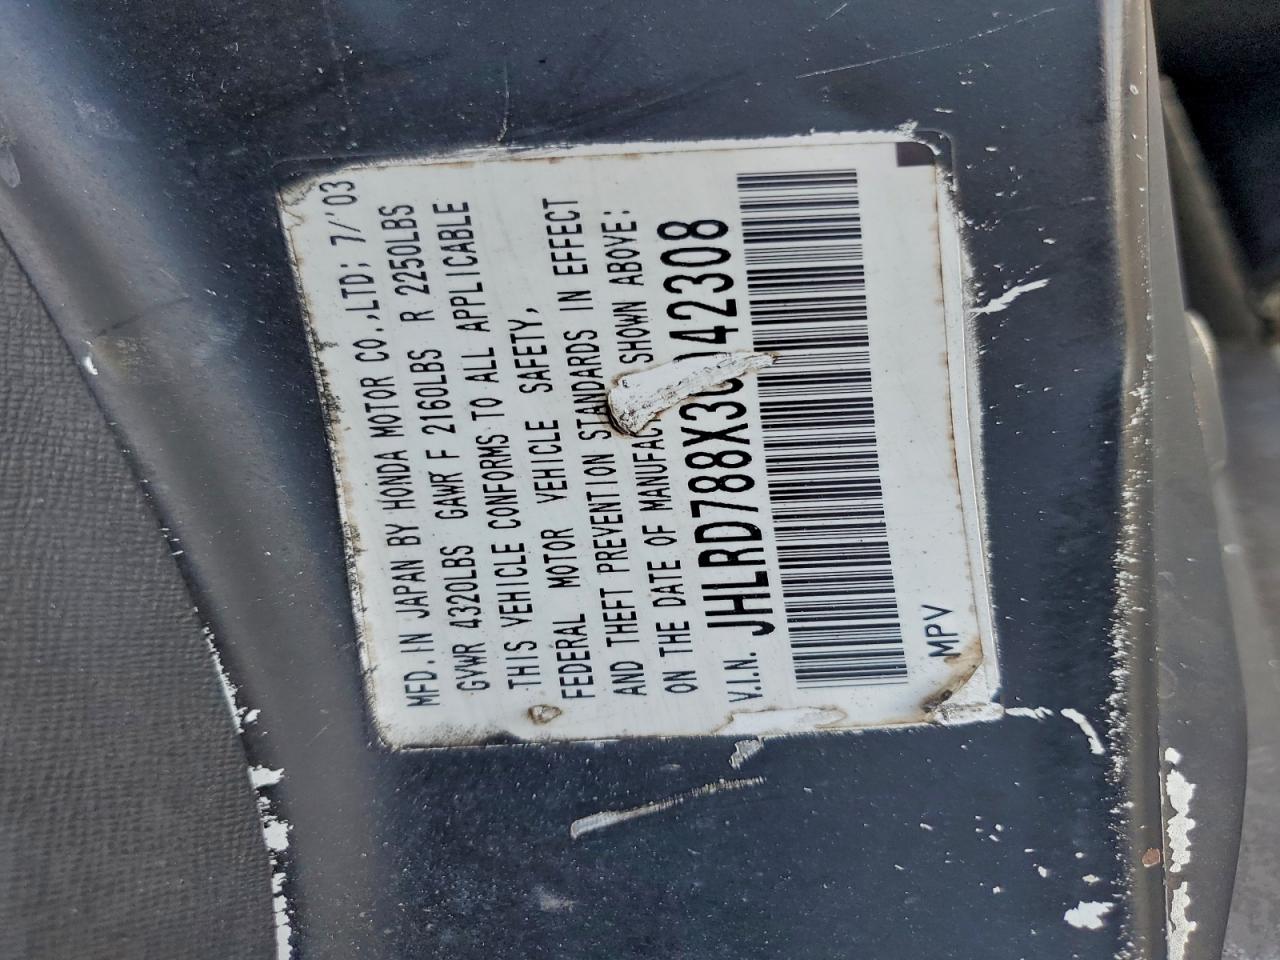 MFD. IN JAPAN BY HONDA MOTOR CO.,LTD; 7/'03
GVWR 4320LBS GAWR F 2160LBS R 2250LBS
THIS VEHICLE CONFORMS TO ALL APPLICABLE
FEDERAL MOTOR VEHICLE SAFETY,
AND THEFT PREVENTION STANDARDS IN EFFECT
ON THE DATE OF MANUFAC SHOWN ABOVE;
V.I.N. JHLRD788X3 042308
MPV